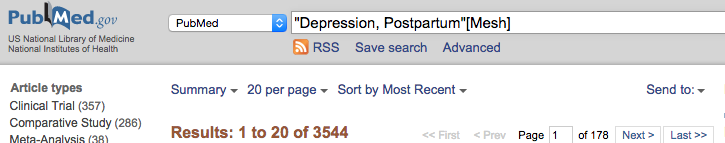 PubMed.gov
US National Library of Medicine
National Institutes of Health
PubMed
"Depression, Postpartum"[Mesh]
RSS Save search Advanced
Article types
Clinical Trial (357)
Comparative Study (286)
Meta-Analysis (38)
Summary 20 per page Sort by Most Recent Send to:
Results: 1 to 20 of 3544
<< First < Prev Page 1 of 178 Next > Last >>